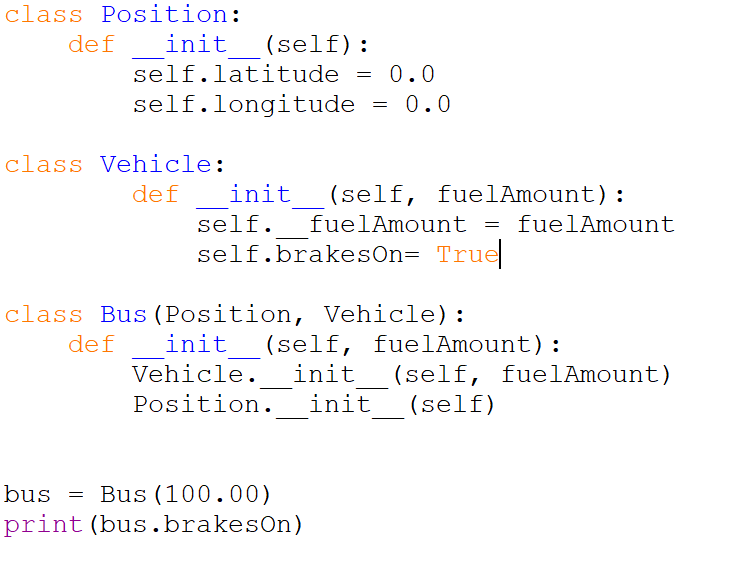 class Position:
    def __init__(self):
        self.latitude = 0.0
        self.longitude = 0.0

class Vehicle:
        def __init__(self, fuelAmount):
            self.__fuelAmount = fuelAmount
            self.brakesOn= True

class Bus(Position, Vehicle):
    def __init__(self, fuelAmount):
        Vehicle.__init__(self, fuelAmount)
        Position.__init__(self)


bus = Bus(100.00)
print(bus.brakesOn)